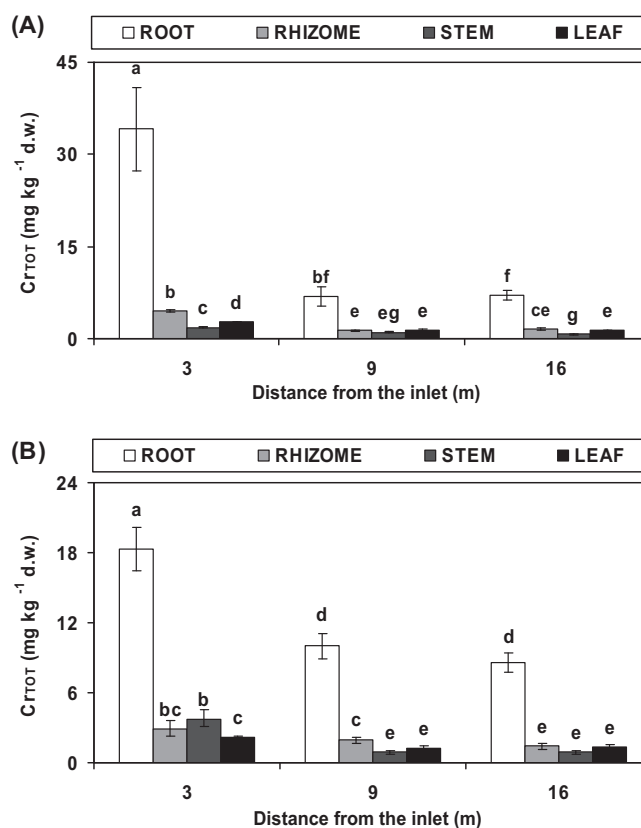 (A)
ROOT RHIZOME STEM LEAF
45
30
15
0
CrTOT (mg kg -1 d.w.)
a
b c d
bf
e eg e
f
ce g e
3 9 16
Distance from the inlet (m)
(B)
ROOT RHIZOME STEM LEAF
24
18
12
6
0
CrTOT (mg kg -1 d.w.)
a
bc b c
d
c e e
d
e e e
3 9 16
Distance from the inlet (m)